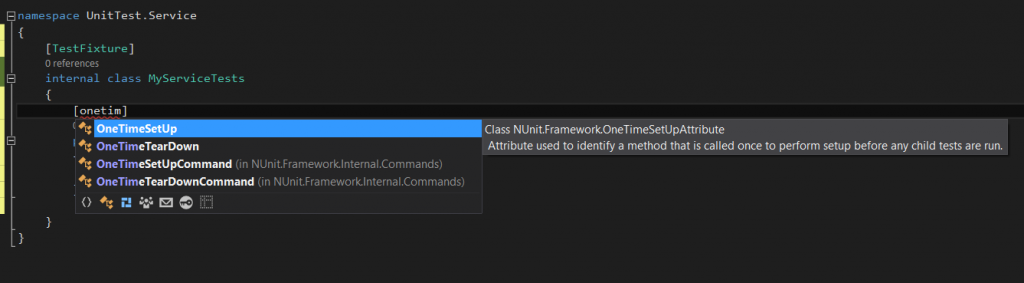 namespace UnitTest.Service
{
[TestFixture]
0 references
internal class MyServiceTests
{
[onetim]
OneTimeSetUp
Class NUnit.Framework.OneTimeSetUpAttribute
Attribute used to identify a method that is called once to perform setup before any child tests are run.
OneTimeTearDown
OneTimeSetUpCommand (in NUnit.Framework.Internal.Commands)
OneTimeTearDownCommand (in NUnit.Framework.Internal.Commands)
{}
}
}